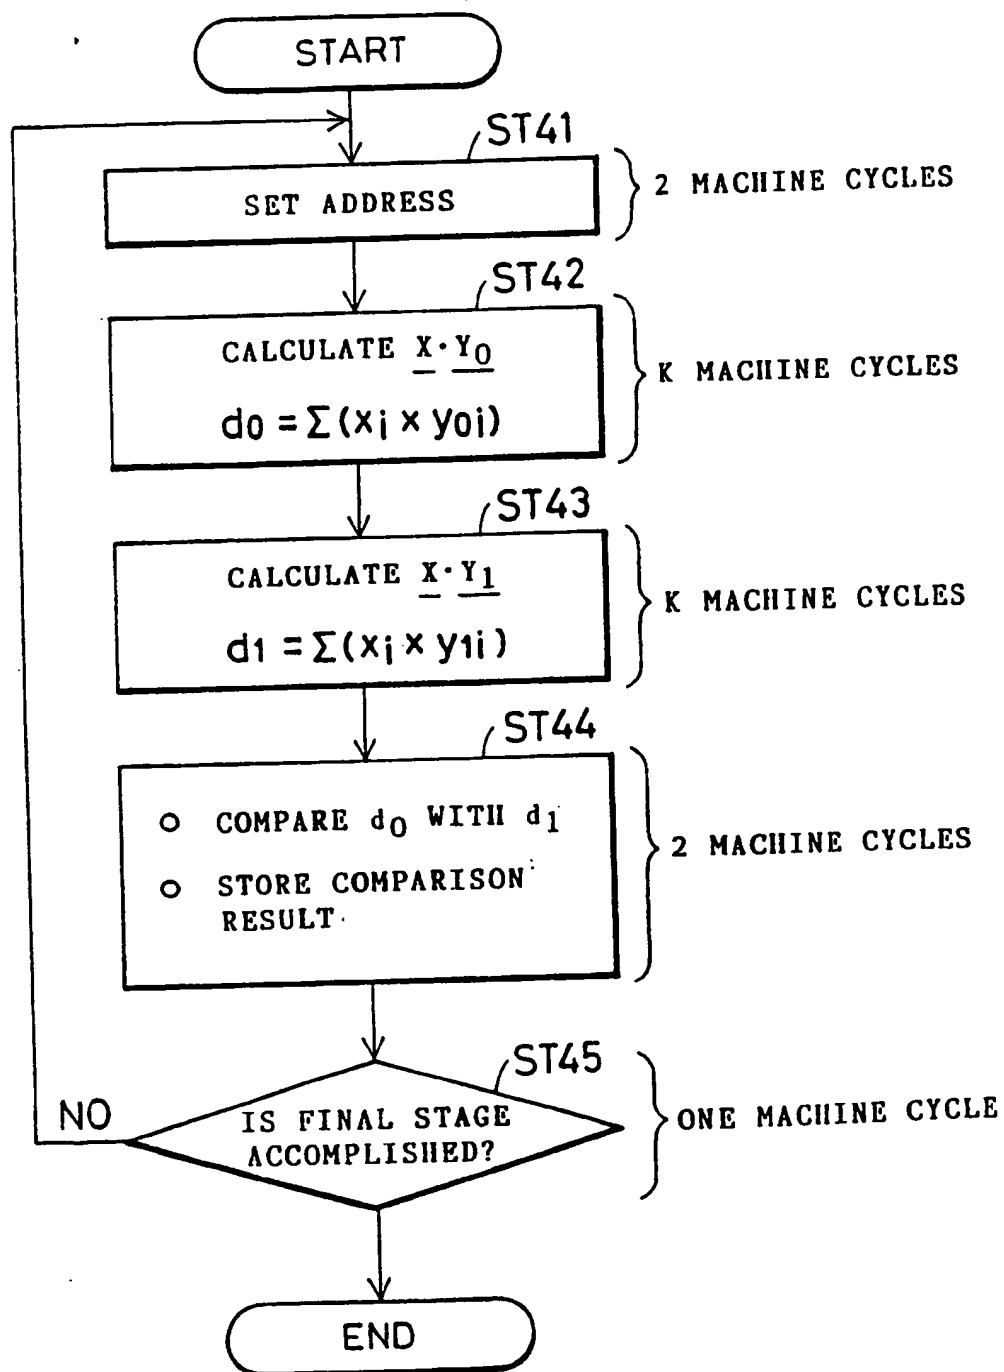 START
ST41
SET ADDRESS
2 MACHINE CYCLES
ST42
CALCULATE X·Y0
d0 = Σ(xi × y0i)
K MACHINE CYCLES
ST43
CALCULATE X·Y1
d1 = Σ(xi × y1i)
K MACHINE CYCLES
ST44
○ COMPARE d0 WITH d1
○ STORE COMPARISON
RESULT
2 MACHINE CYCLES
ST45
NO
IS FINAL STAGE
ACCOMPLISHED?
ONE MACHINE CYCLE
END